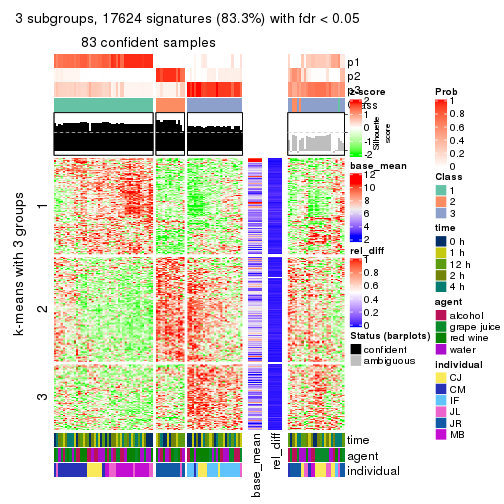 3 subgroups, 17624 signatures (83.3%) with fdr < 0.05
83 confident samples
p1
p2
p3
Class
Silhouette
score
k-means with 3 groups
1
2
3
time
agent
individual
base_mean
rel_diff
z-score
2
1
0
-1
-2
base_mean
12
10
8
6
4
2
rel_diff
1
0.8
0.6
0.4
0.2
0
Status (barplots)
confident
ambiguous
Prob
1
0.8
0.6
0.4
0.2
0
Class
1
2
3
time
0 h
1 h
12 h
2 h
4 h
agent
alcohol
grape juice
red wine
water
individual
CJ
CM
IF
JL
JR
MB